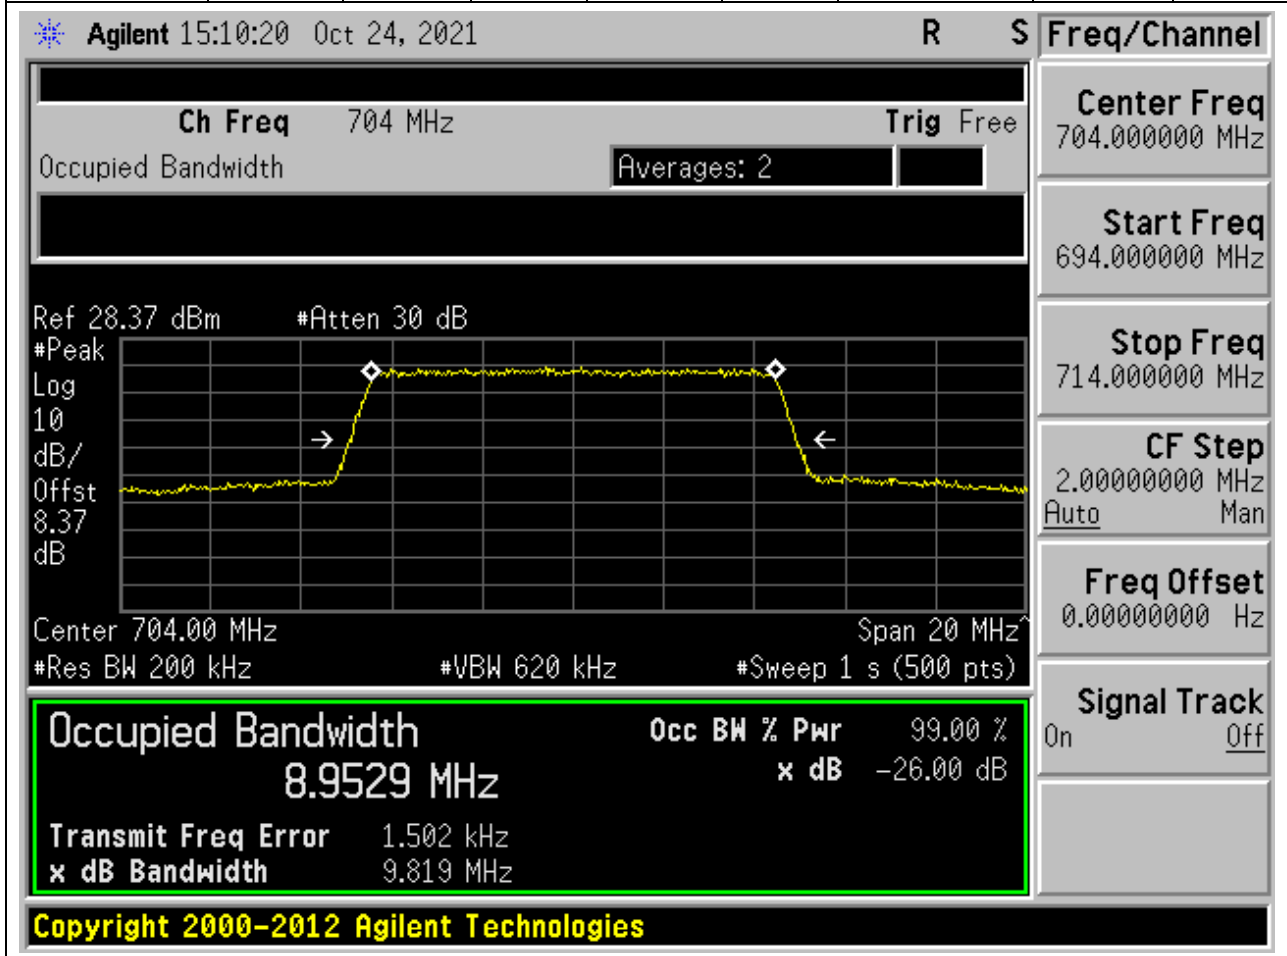 Agilent 15:10:20 Oct 24, 2021 R S
Freq/Channel
Ch Freq 704 MHz Trig Free
Occupied Bandwidth Averages: 2
Center Freq
704.000000 MHz
Start Freq
694.000000 MHz
Stop Freq
714.000000 MHz
CF Step
2.00000000 MHz
Auto Man
Freq Offset
0.00000000 Hz
Signal Track
On Off
Ref 28.37 dBm #Atten 30 dB
#Peak
Log
10
dB/
Offst
8.37
dB
Center 704.00 MHz Span 20 MHz^
#Res BW 200 kHz #VBW 620 kHz #Sweep 1 s (500 pts)
Occupied Bandwidth Occ BW % Pwr 99.00 %
8.9529 MHz x dB -26.00 dB
Transmit Freq Error 1.502 kHz
x dB Bandwidth 9.819 MHz
Copyright 2000-2012 Agilent Technologies